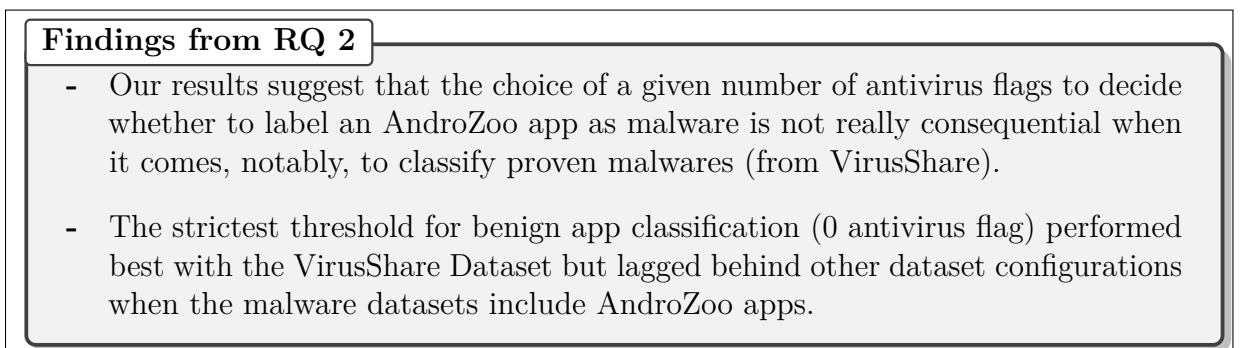 Findings from RQ 2
- Our results suggest that the choice of a given number of antivirus flags to decide
whether to label an AndroZoo app as malware is not really consequential when
it comes, notably, to classify proven malwares (from VirusShare).
- The strictest threshold for benign app classification (0 antivirus flag) performed
best with the VirusShare Dataset but lagged behind other dataset configurations
when the malware datasets include AndroZoo apps.